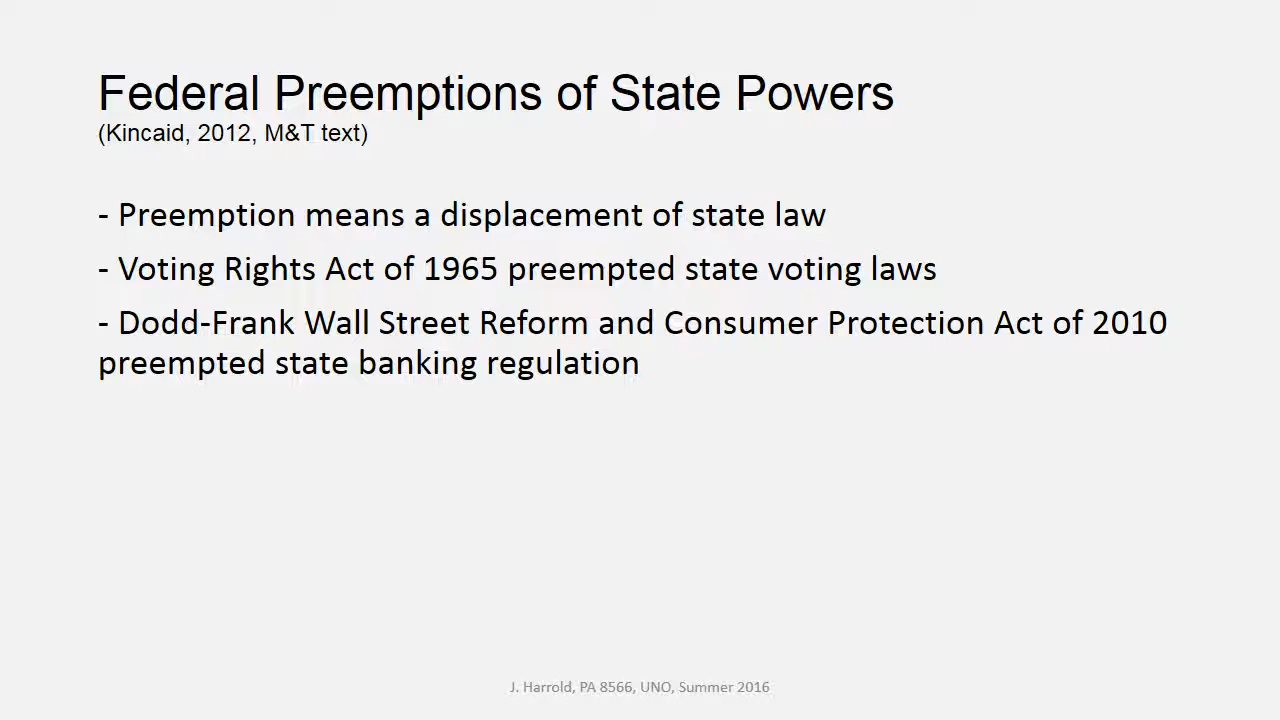 Federal Preemptions of State Powers
(Kincaid, 2012, M&T text)
- Preemption means a displacement of state law
- Voting Rights Act of 1965 preempted state voting laws
- Dodd-Frank Wall Street Reform and Consumer Protection Act of 2010
preempted state banking regulation
J. Harrold, PA 8566, UNO, Summer 2016